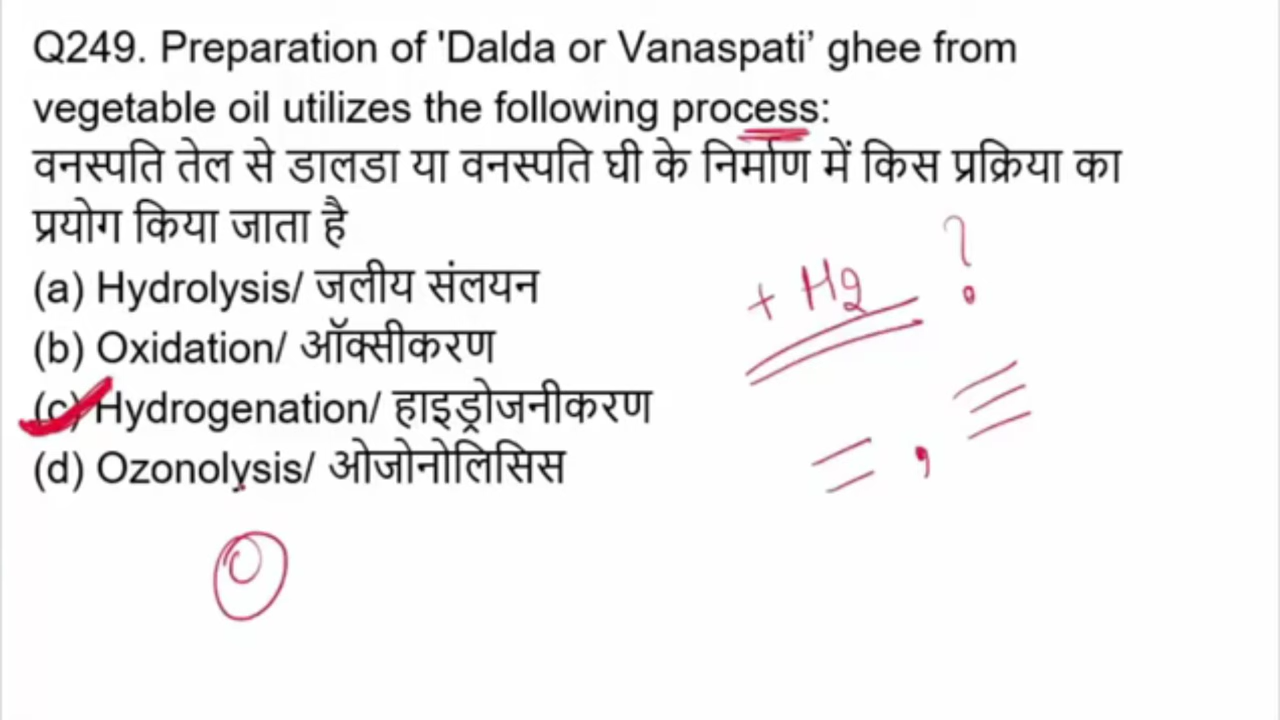 Q249. Preparation of 'Dalda or Vanaspati’ ghee from
vegetable oil utilizes the following process:
वनस्पति तेल से डालडा या वनस्पति घी के निर्माण में किस प्रक्रिया का
प्रयोग किया जाता है
(a) Hydrolysis/ जलीय संलयन
(b) Oxidation/ ऑक्सीकरण
(c) Hydrogenation/ हाइड्रोजनीकरण
(d) Ozonolysis/ ओजोनोलिसिस
+ H2 ?
=, ≡